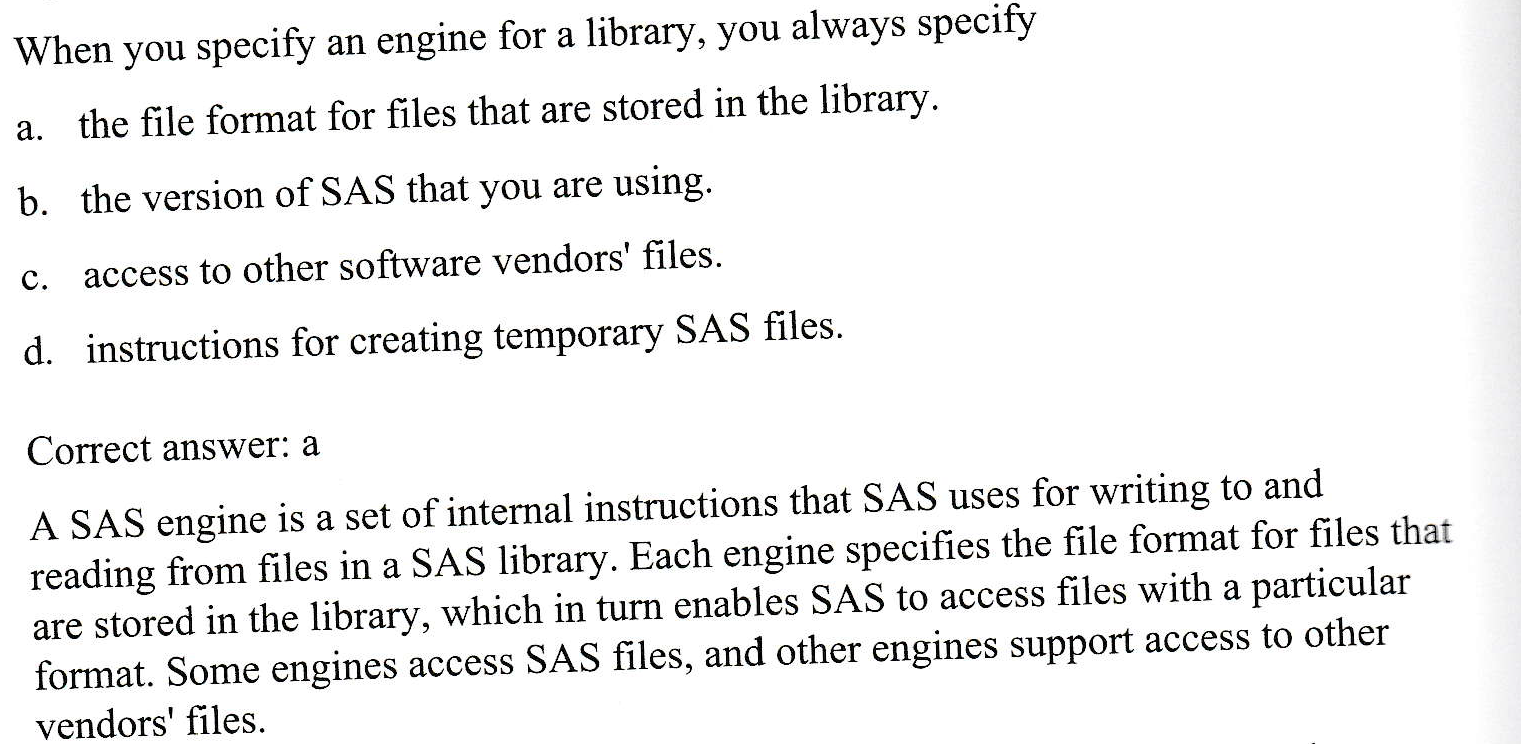 When you specify an engine for a library, you always specify
a. the file format for files that are stored in the library.
b. the version of SAS that you are using.
c. access to other software vendors' files.
d. instructions for creating temporary SAS files.
Correct answer: a
A SAS engine is a set of internal instructions that SAS uses for writing to and
reading from files in a SAS library. Each engine specifies the file format for files that
are stored in the library, which in turn enables SAS to access files with a particular
format. Some engines access SAS files, and other engines support access to other
vendors' files.